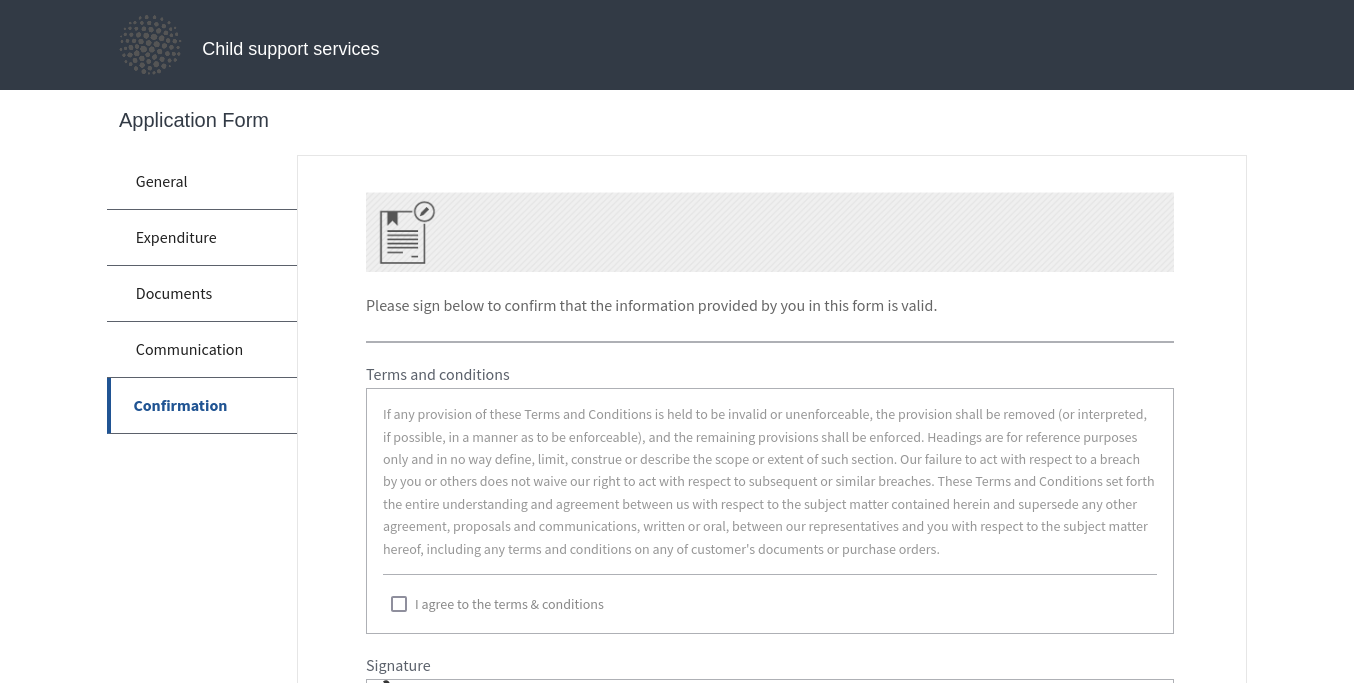 Child support services
Application Form
General
Expenditure
Documents
Communication
Confirmation
Please sign below to confirm that the information provided by you in this form is valid.
Terms and conditions
If any provision of these Terms and Conditions is held to be invalid or unenforceable, the provision shall be removed (or interpreted,
if possible, in a manner as to be enforceable), and the remaining provisions shall be enforced. Headings are for reference purposes
only and in no way define, limit, construe or describe the scope or extent of such section. Our failure to act with respect to a breach
by you or others does not waive our right to act with respect to subsequent or similar breaches. These Terms and Conditions set forth
the entire understanding and agreement between us with respect to the subject matter contained herein and supersede any other
agreement, proposals and communications, written or oral, between our representatives and you with respect to the subject matter
hereof, including any terms and conditions on any of customer's documents or purchase orders.
I agree to the terms & conditions
Signature